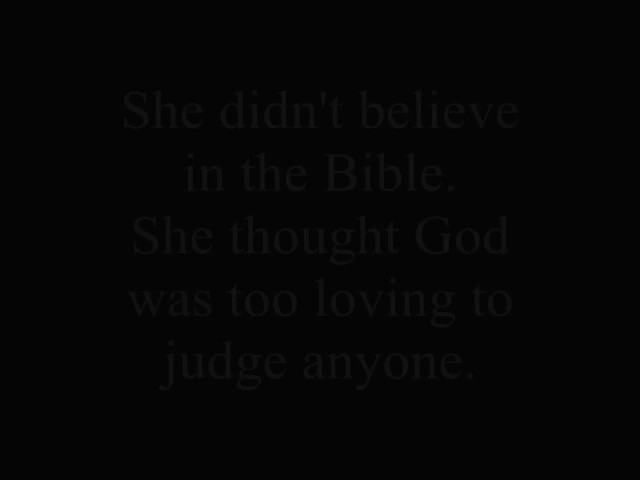 She didn't believe
in the Bible.
She thought God
was too loving to
judge anyone.